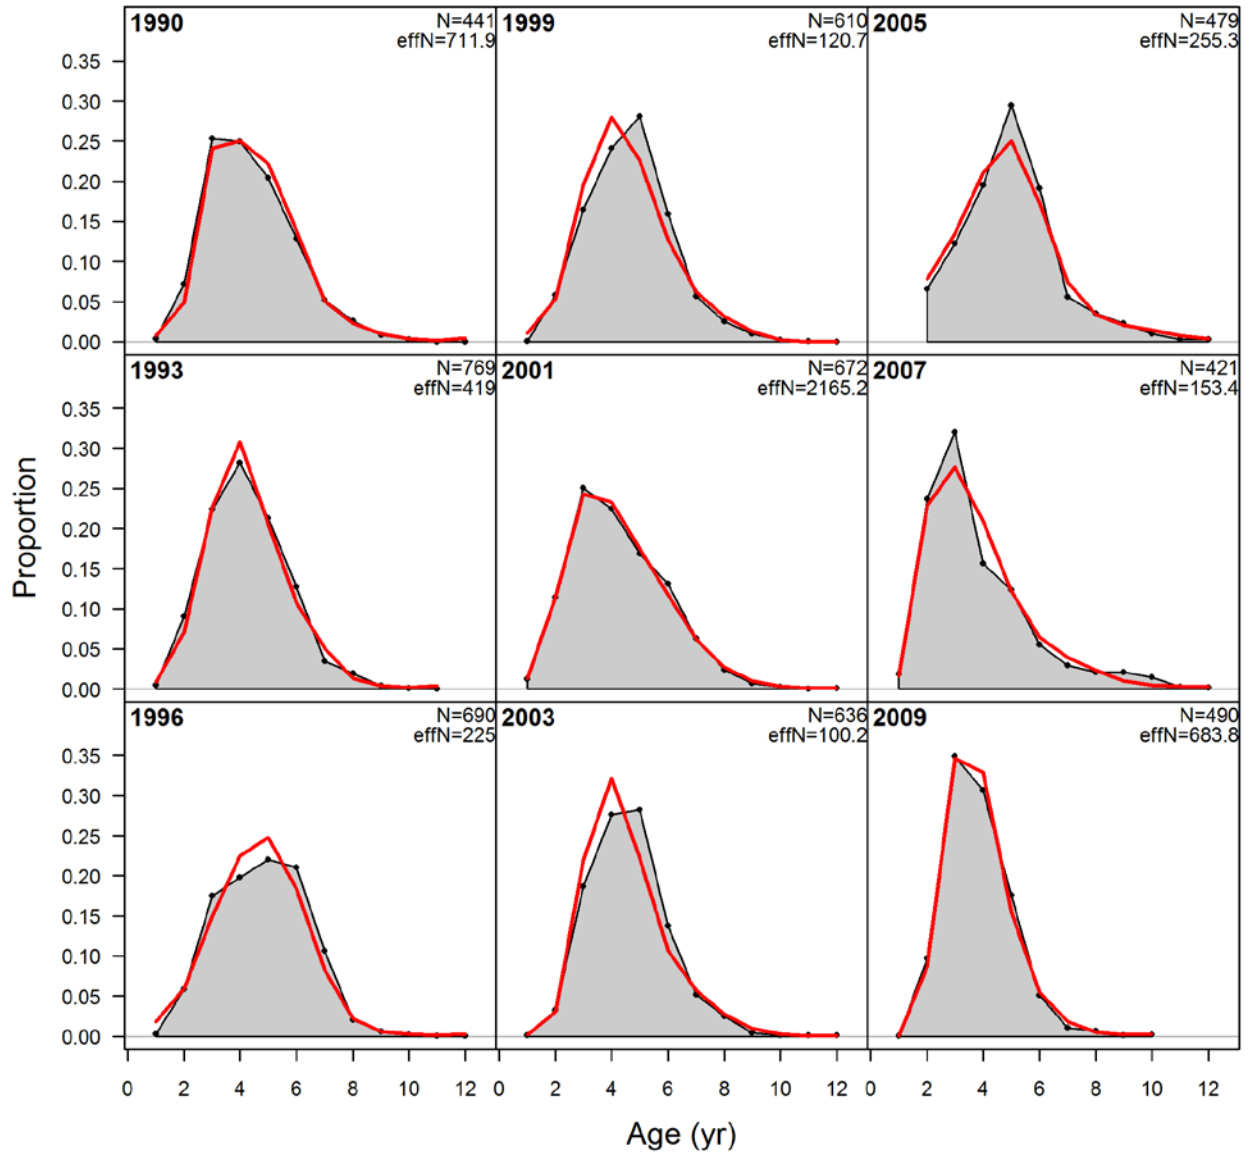 1990
N=441
effN=711.9
1999
N=610
effN=120.7
2005
N=479
effN=255.3
0.35
0.30
0.25
0.20
0.15
0.10
0.05
0.00
1993
N=769
effN=419
2001
N=672
effN=2165.2
2007
N=421
effN=153.4
0.35
0.30
0.25
0.20
0.15
0.10
0.05
0.00
Proportion
1996
N=690
effN=225
2003
N=636
effN=100.2
2009
N=490
effN=683.8
0.35
0.30
0.25
0.20
0.15
0.10
0.05
0.00
0 2 4 6 8 10 12 0 2 4 6 8 10 12 0 2 4 6 8 10 12
Age (yr)